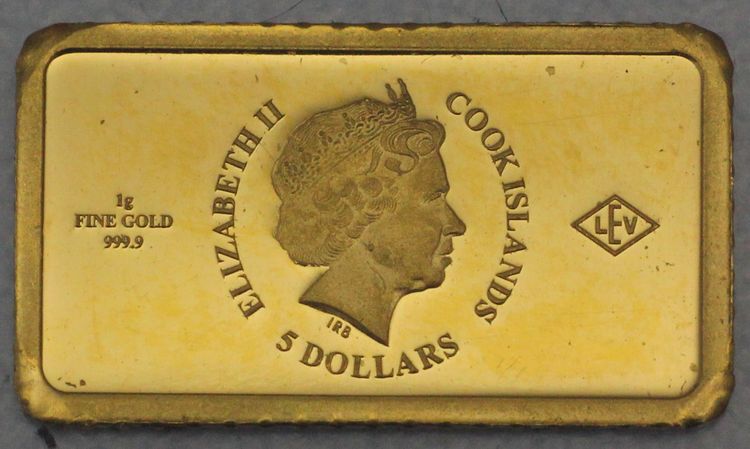 1g
FINE GOLD
999.9
ELIZABETH II
COOK ISLANDS
IRB
5 DOLLARS
LEV